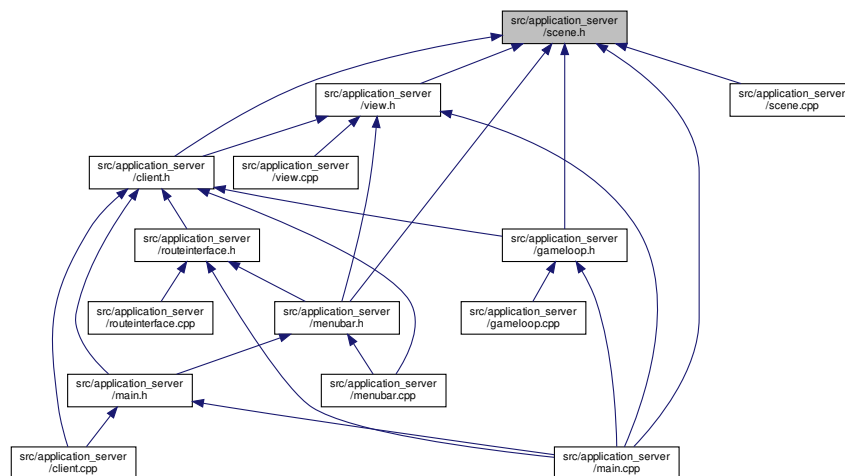 src/application_server
/scene.h
src/application_server
/view.h
src/application_server
/scene.cpp
src/application_server
/client.h
src/application_server
/view.cpp
src/application_server
/routeinterface.h
src/application_server
/gameloop.h
src/application_server
/routeinterface.cpp
src/application_server
/menubar.h
src/application_server
/gameloop.cpp
src/application_server
/main.h
src/application_server
/menubar.cpp
src/application_server
/client.cpp
src/application_server
/main.cpp